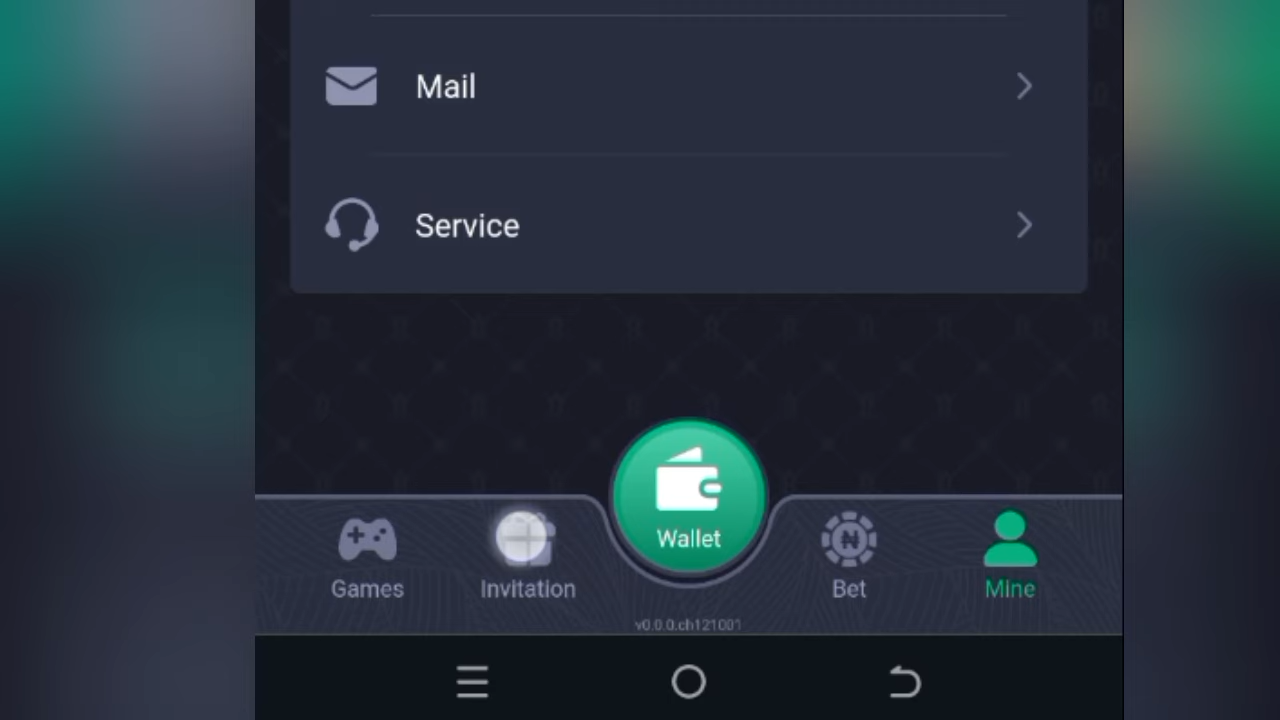 Mail
Service
Wallet
Games
Invitation
Bet
Mine
v0.0.0.ch121001